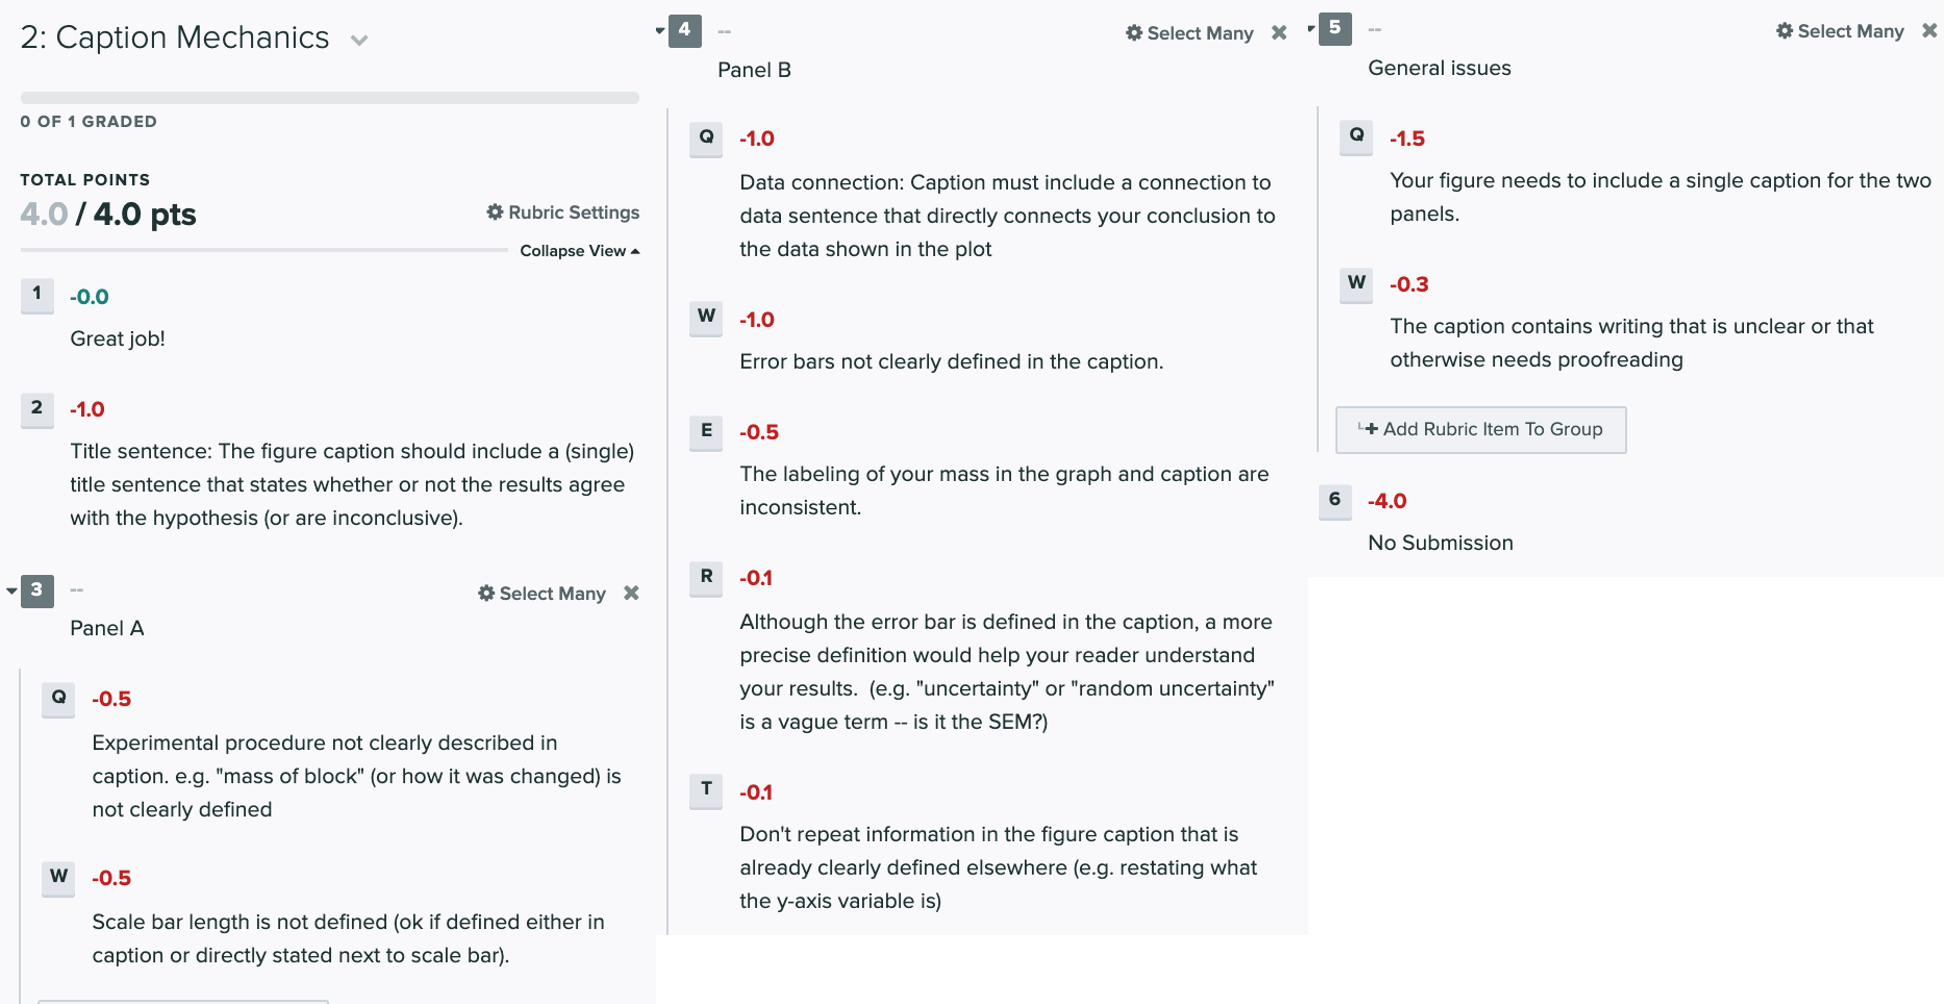 2: Caption Mechanics
0 OF 1 GRADED
TOTAL POINTS
4.0 / 4.0 pts
Rubric Settings
Collapse View
1 -0.0
Great job!
2 -1.0
Title sentence: The figure caption should include a (single)
title sentence that states whether or not the results agree
with the hypothesis (or are inconclusive).
3 -- Select Many
Panel A
Q -0.5
Experimental procedure not clearly described in
caption. e.g. "mass of block" (or how it was changed) is
not clearly defined
W -0.5
Scale bar length is not defined (ok if defined either in
caption or directly stated next to scale bar).
4 -- Select Many
Panel B
Q -1.0
Data connection: Caption must include a connection to
data sentence that directly connects your conclusion to
the data shown in the plot
W -1.0
Error bars not clearly defined in the caption.
E -0.5
The labeling of your mass in the graph and caption are
inconsistent.
R -0.1
Although the error bar is defined in the caption, a more
precise definition would help your reader understand
your results.  (e.g. "uncertainty" or "random uncertainty"
is a vague term -- is it the SEM?)
T -0.1
Don't repeat information in the figure caption that is
already clearly defined elsewhere (e.g. restating what
the y-axis variable is)
5 -- Select Many
General issues
Q -1.5
Your figure needs to include a single caption for the two
panels.
W -0.3
The caption contains writing that is unclear or that
otherwise needs proofreading
Add Rubric Item To Group
6 -4.0
No Submission